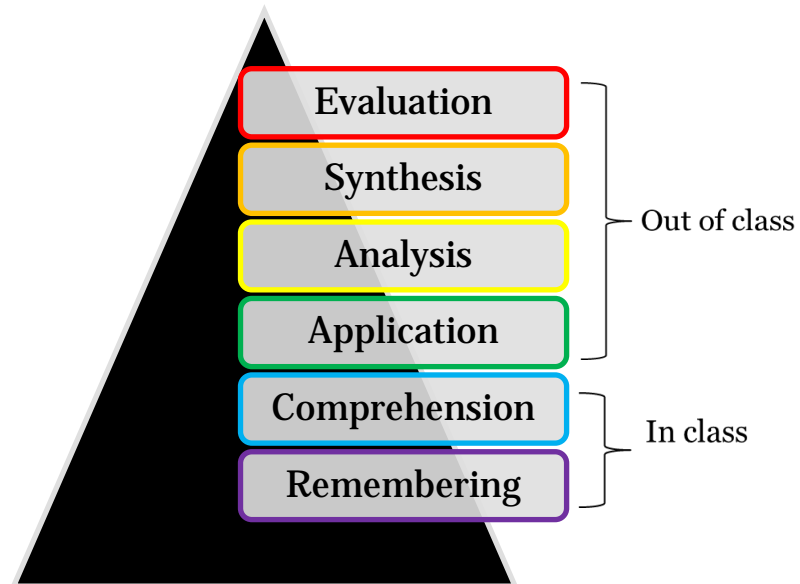 Evaluation
Synthesis
Analysis
Out of class
Application
Comprehension
In class
Remembering